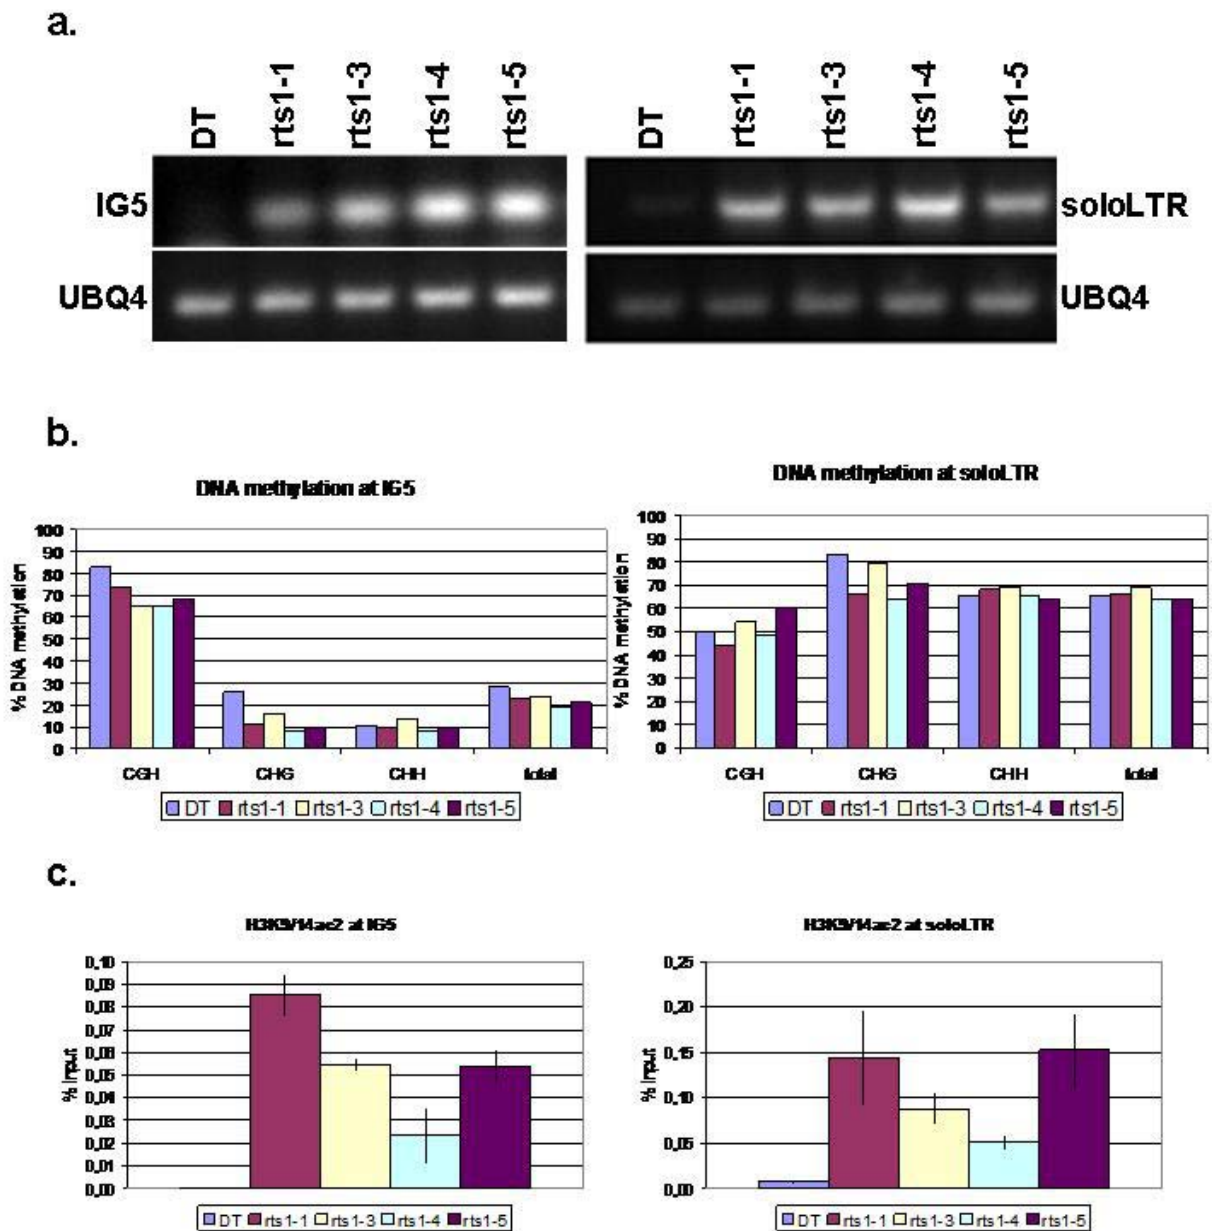 a.
DT rts1-1 rts1-3 rts1-4 rts1-5
DT rts1-1 rts1-3 rts1-4 rts1-5
IG5
soloLTR
UBQ4
UBQ4
b.
DNA methylation at IG5
% DNA methylation
100
90
80
70
60
50
40
30
20
10
0
CGH CHG CHH total
DT rts1-1 rts1-3 rts1-4 rts1-5
DNA methylation at soloLTR
% DNA methylation
100
90
80
70
60
50
40
30
20
10
0
CGH CHG CHH total
DT rts1-1 rts1-3 rts1-4 rts1-5
c.
H3K9/14ac2 at IG5
% Input
0,10
0,09
0,08
0,07
0,06
0,05
0,04
0,03
0,02
0,01
0,00
DT rts1-1 rts1-3 rts1-4 rts1-5
H3K9/14ac2 at soloLTR
% Input
0,25
0,20
0,15
0,10
0,05
0,00
DT rts1-1 rts1-3 rts1-4 rts1-5